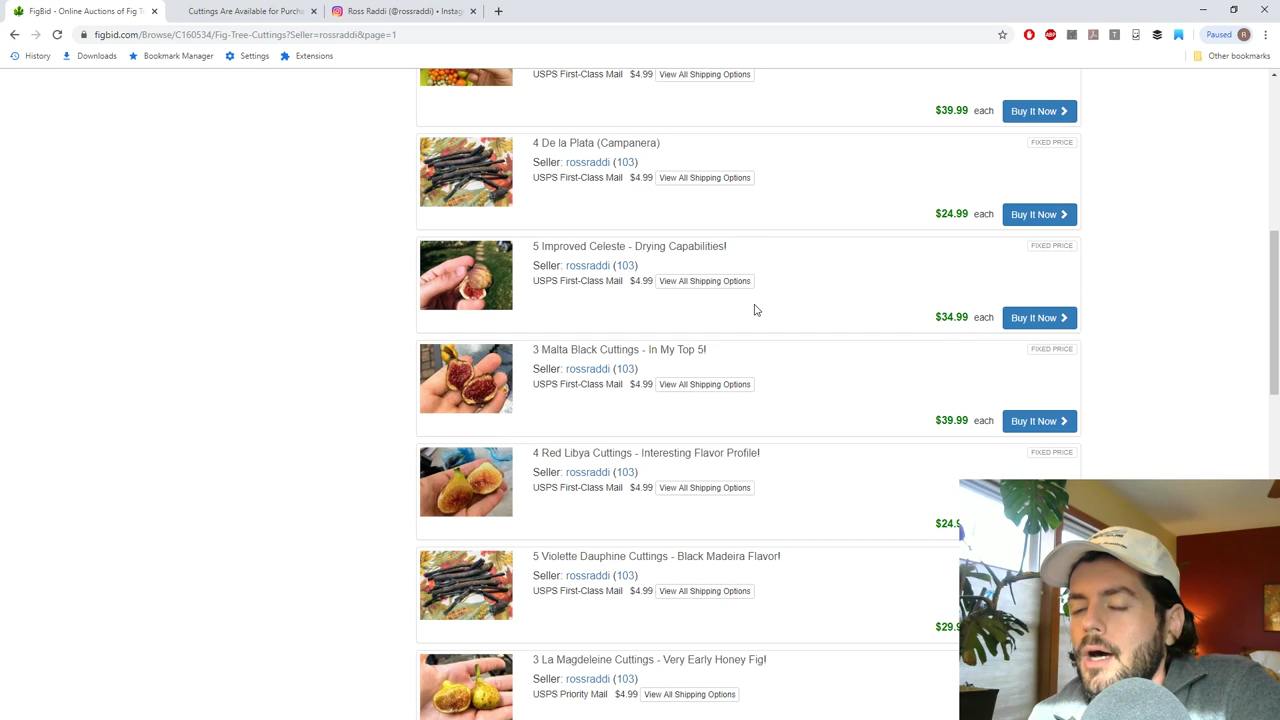 FigBid - Online Auctions of Fig T
Cuttings Are Available for Purcha
Ross Raddi (@rossraddi) • Instag
figbid.com/Browse/C160534/Fig-Tree-Cuttings?Seller=rossraddi&page=1
ABP
T
Paused
R
History
Downloads
Bookmark Manager
Settings
Extensions
Other bookmarks
USPS First-Class Mail $4.99 View All Shipping Options
$39.99 each Buy It Now
4 De la Plata (Campanera)
FIXED PRICE
Seller: rossraddi (103)
USPS First-Class Mail $4.99 View All Shipping Options
$24.99 each Buy It Now
5 Improved Celeste - Drying Capabilities!
FIXED PRICE
Seller: rossraddi (103)
USPS First-Class Mail $4.99 View All Shipping Options
$34.99 each Buy It Now
3 Malta Black Cuttings - In My Top 5!
FIXED PRICE
Seller: rossraddi (103)
USPS First-Class Mail $4.99 View All Shipping Options
$39.99 each Buy It Now
4 Red Libya Cuttings - Interesting Flavor Profile!
FIXED PRICE
Seller: rossraddi (103)
USPS First-Class Mail $4.99 View All Shipping Options
$24.9
5 Violette Dauphine Cuttings - Black Madeira Flavor!
Seller: rossraddi (103)
USPS First-Class Mail $4.99 View All Shipping Options
$29.9
3 La Magdeleine Cuttings - Very Early Honey Fig!
Seller: rossraddi (103)
USPS Priority Mail $4.99 View All Shipping Options